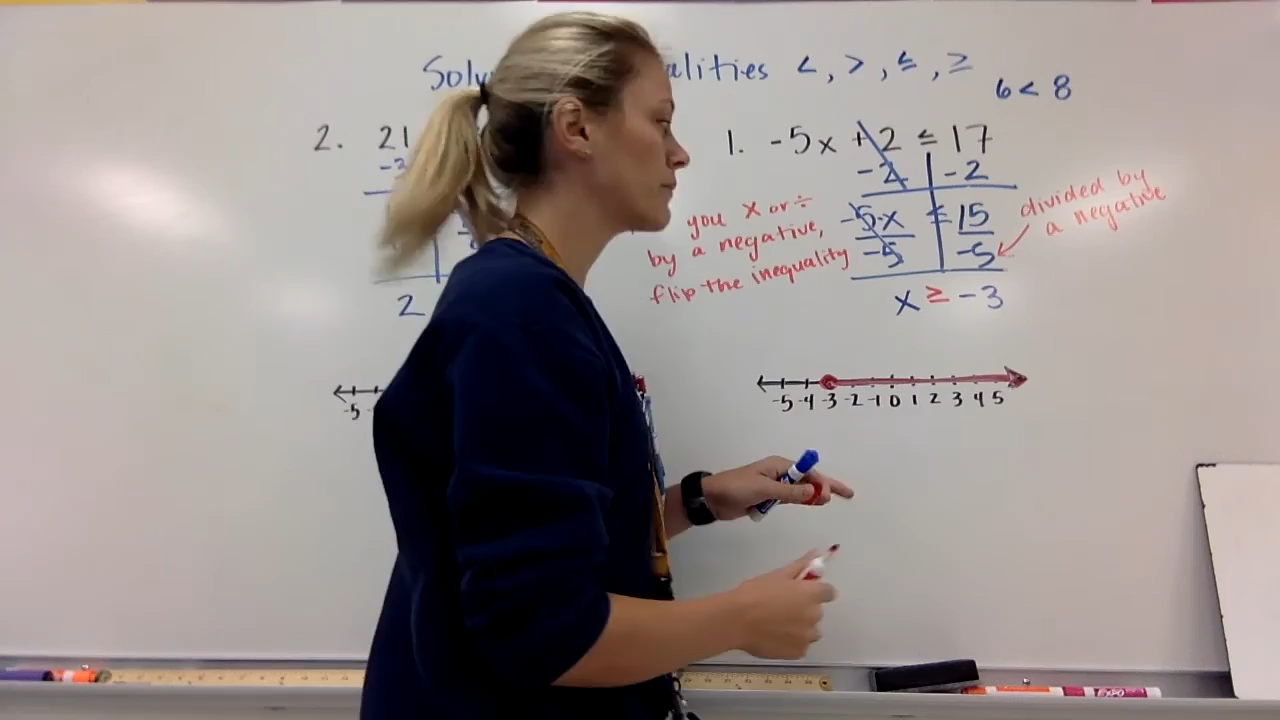 alities <, >, ≤, ≥
6 < 8
2. 21
2
-5
1. -5x + 2 ≤ 17
-2 | -2
-5x ≤ 15
-5 -5
x ≥ -3
you x or ÷
by a negative,
flip the inequality
divided by
a negative
-5 -4 -3 -2 -1 0 1 2 3 4 5
EXPO